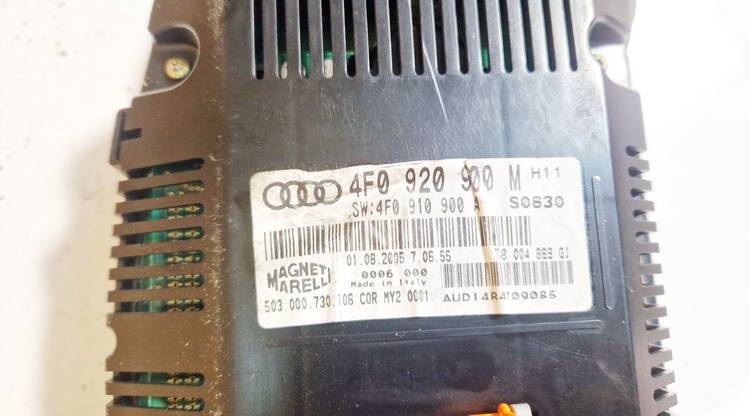 4F0 920 900 M H11
SW:4F0 910 900 A S0630
01.08.2005 7.06.55
0006 000
MAGNETI MARELLI
Made in Italy
503.000.730.106 COR MY2 0001